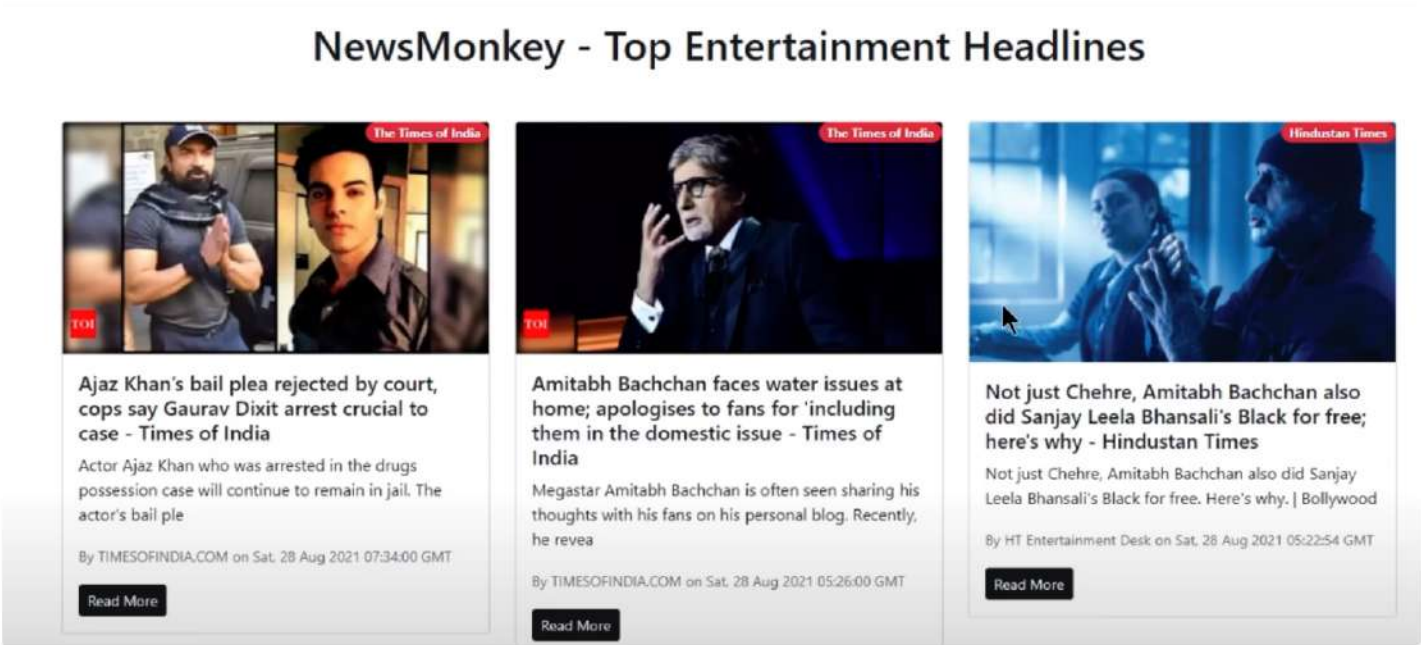 NewsMonkey - Top Entertainment Headlines
The Times of India
TOI
Ajaz Khan's bail plea rejected by court,
cops say Gaurav Dixit arrest crucial to
case - Times of India
Actor Ajaz Khan who was arrested in the drugs
possession case will continue to remain in jail. The
actor's bail ple
By TIMESOFINDIA.COM on Sat, 28 Aug 2021 07:34:00 GMT
Read More
The Times of India
TOI
Amitabh Bachchan faces water issues at
home; apologises to fans for 'including
them in the domestic issue - Times of
India
Megastar Amitabh Bachchan is often seen sharing his
thoughts with his fans on his personal blog. Recently,
he revea
By TIMESOFINDIA.COM on Sat, 28 Aug 2021 05:26:00 GMT
Read More
Hindustan Times
Not just Chehre, Amitabh Bachchan also
did Sanjay Leela Bhansali's Black for free;
here's why - Hindustan Times
Not just Chehre, Amitabh Bachchan also did Sanjay
Leela Bhansali's Black for free. Here's why. | Bollywood
By HT Entertainment Desk on Sat, 28 Aug 2021 05:22:54 GMT
Read More